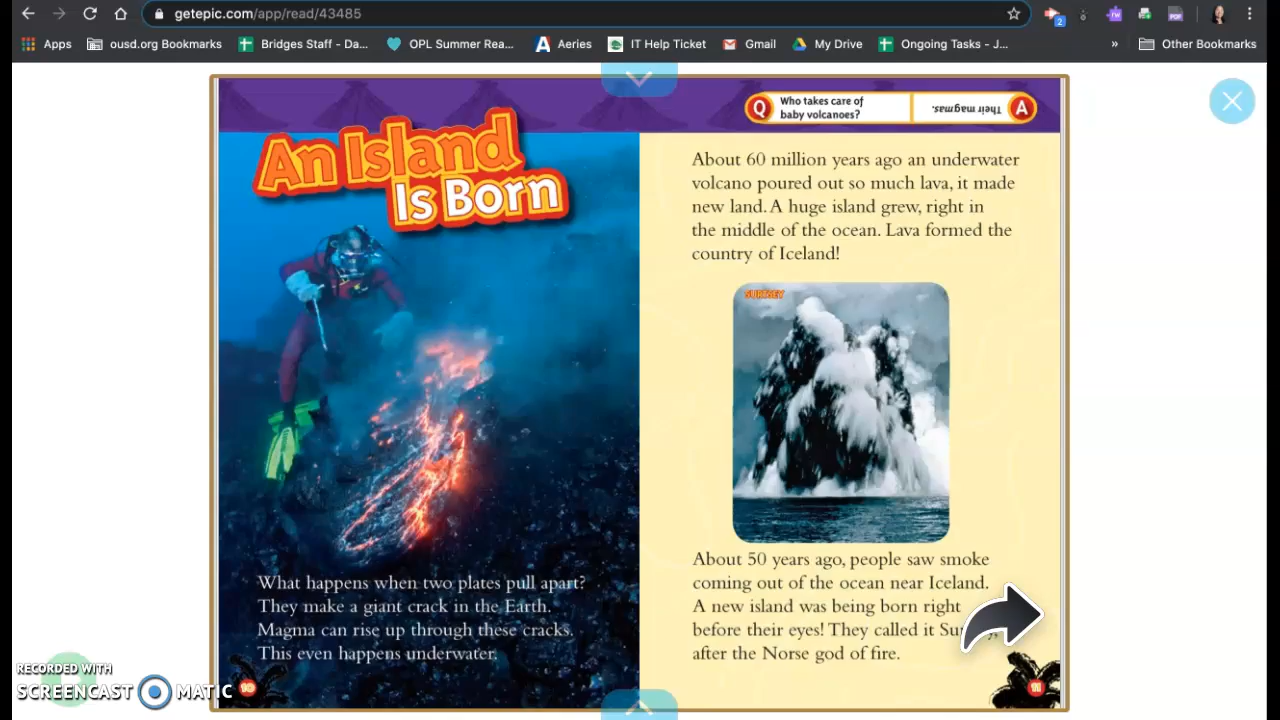 getepic.com/app/read/43485
2
PDF
Apps
ousd.org Bookmarks
Bridges Staff - Da...
OPL Summer Rea...
Aeries
IT Help Ticket
Gmail
My Drive
Ongoing Tasks - J...
»
Other Bookmarks
An Island
Is Born
What happens when two plates pull apart?
They make a giant crack in the Earth.
Magma can rise up through these cracks.
This even happens underwater.
10
Q
Who takes care of
baby volcanoes?
Their magmas.
A
About 60 million years ago an underwater
volcano poured out so much lava, it made
new land. A huge island grew, right in
the middle of the ocean. Lava formed the
country of Iceland!
SURTSEY
About 50 years ago, people saw smoke
coming out of the ocean near Iceland.
A new island was being born right
before their eyes! They called it
after the Norse god of fire.
11
RECORDED WITH
SCREENCAST MATIC